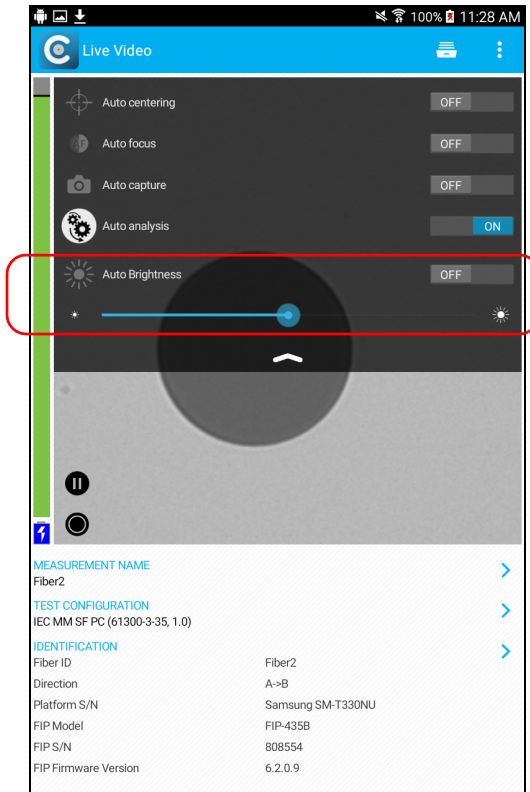 100% 11:28 AM
Live Video
Auto centering OFF
AF Auto focus OFF
Auto capture OFF
Auto analysis ON
Auto Brightness OFF
MEASUREMENT NAME
Fiber2
TEST CONFIGURATION
IEC MM SF PC (61300-3-35, 1.0)
IDENTIFICATION
Fiber ID Fiber2
Direction A->B
Platform S/N Samsung SM-T330NU
FIP Model FIP-435B
FIP S/N 808554
FIP Firmware Version 6.2.0.9